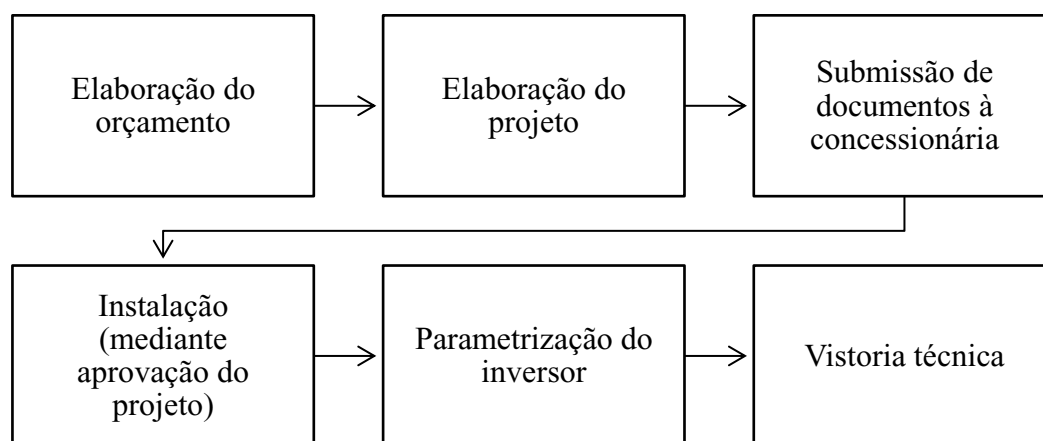 Elaboração do
orçamento
Elaboração do
projeto
Submissão de
documentos à
concessionária
Instalação
(mediante
aprovação do
projeto)
Parametrização do
inversor
Vistoria técnica